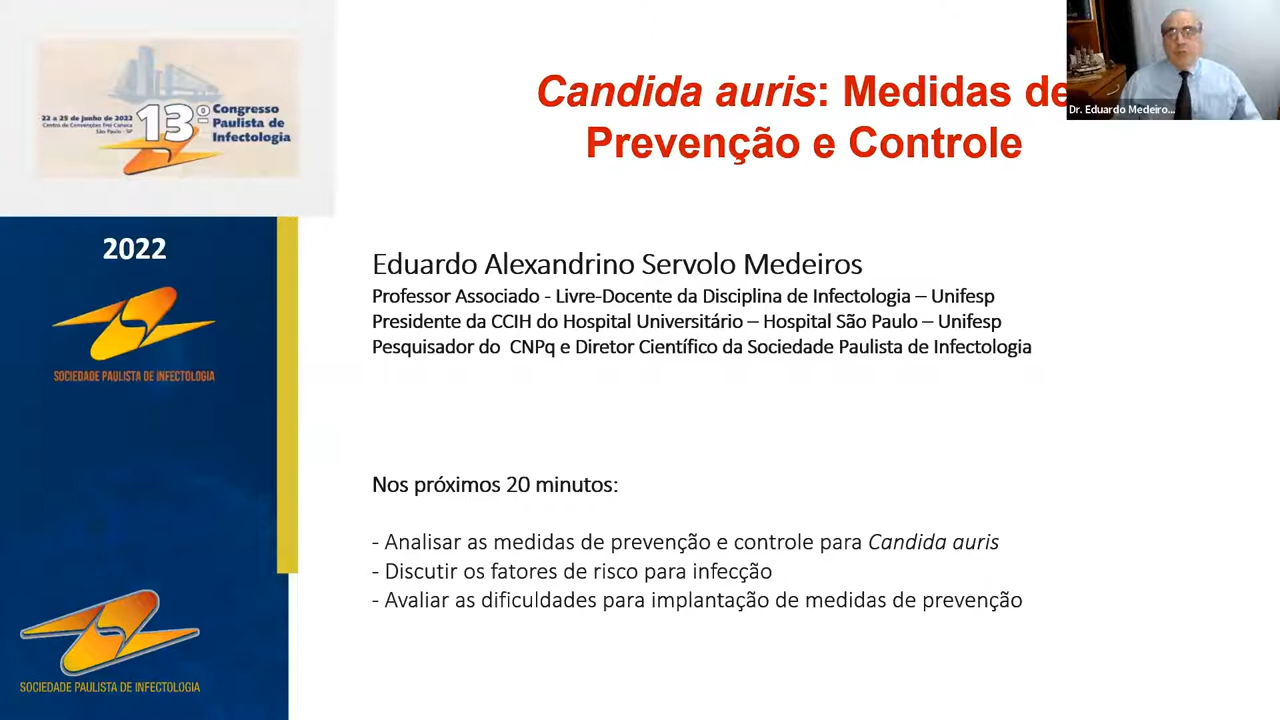 22 a 25 de junho de 2022
Centro de Convenções Frei Caneca
São Paulo - SP
13º
Congresso
Paulista de
Infectologia
Candida auris: Medidas de
Prevenção e Controle
Dr. Eduardo Medeiro...
2022
SOCIEDADE PAULISTA DE INFECTOLOGIA
Eduardo Alexandrino Servolo Medeiros
Professor Associado - Livre-Docente da Disciplina de Infectologia – Unifesp
Presidente da CCIH do Hospital Universitário – Hospital São Paulo – Unifesp
Pesquisador do CNPq e Diretor Científico da Sociedade Paulista de Infectologia
Nos próximos 20 minutos:
- Analisar as medidas de prevenção e controle para Candida auris
- Discutir os fatores de risco para infecção
- Avaliar as dificuldades para implantação de medidas de prevenção
SOCIEDADE PAULISTA DE INFECTOLOGIA